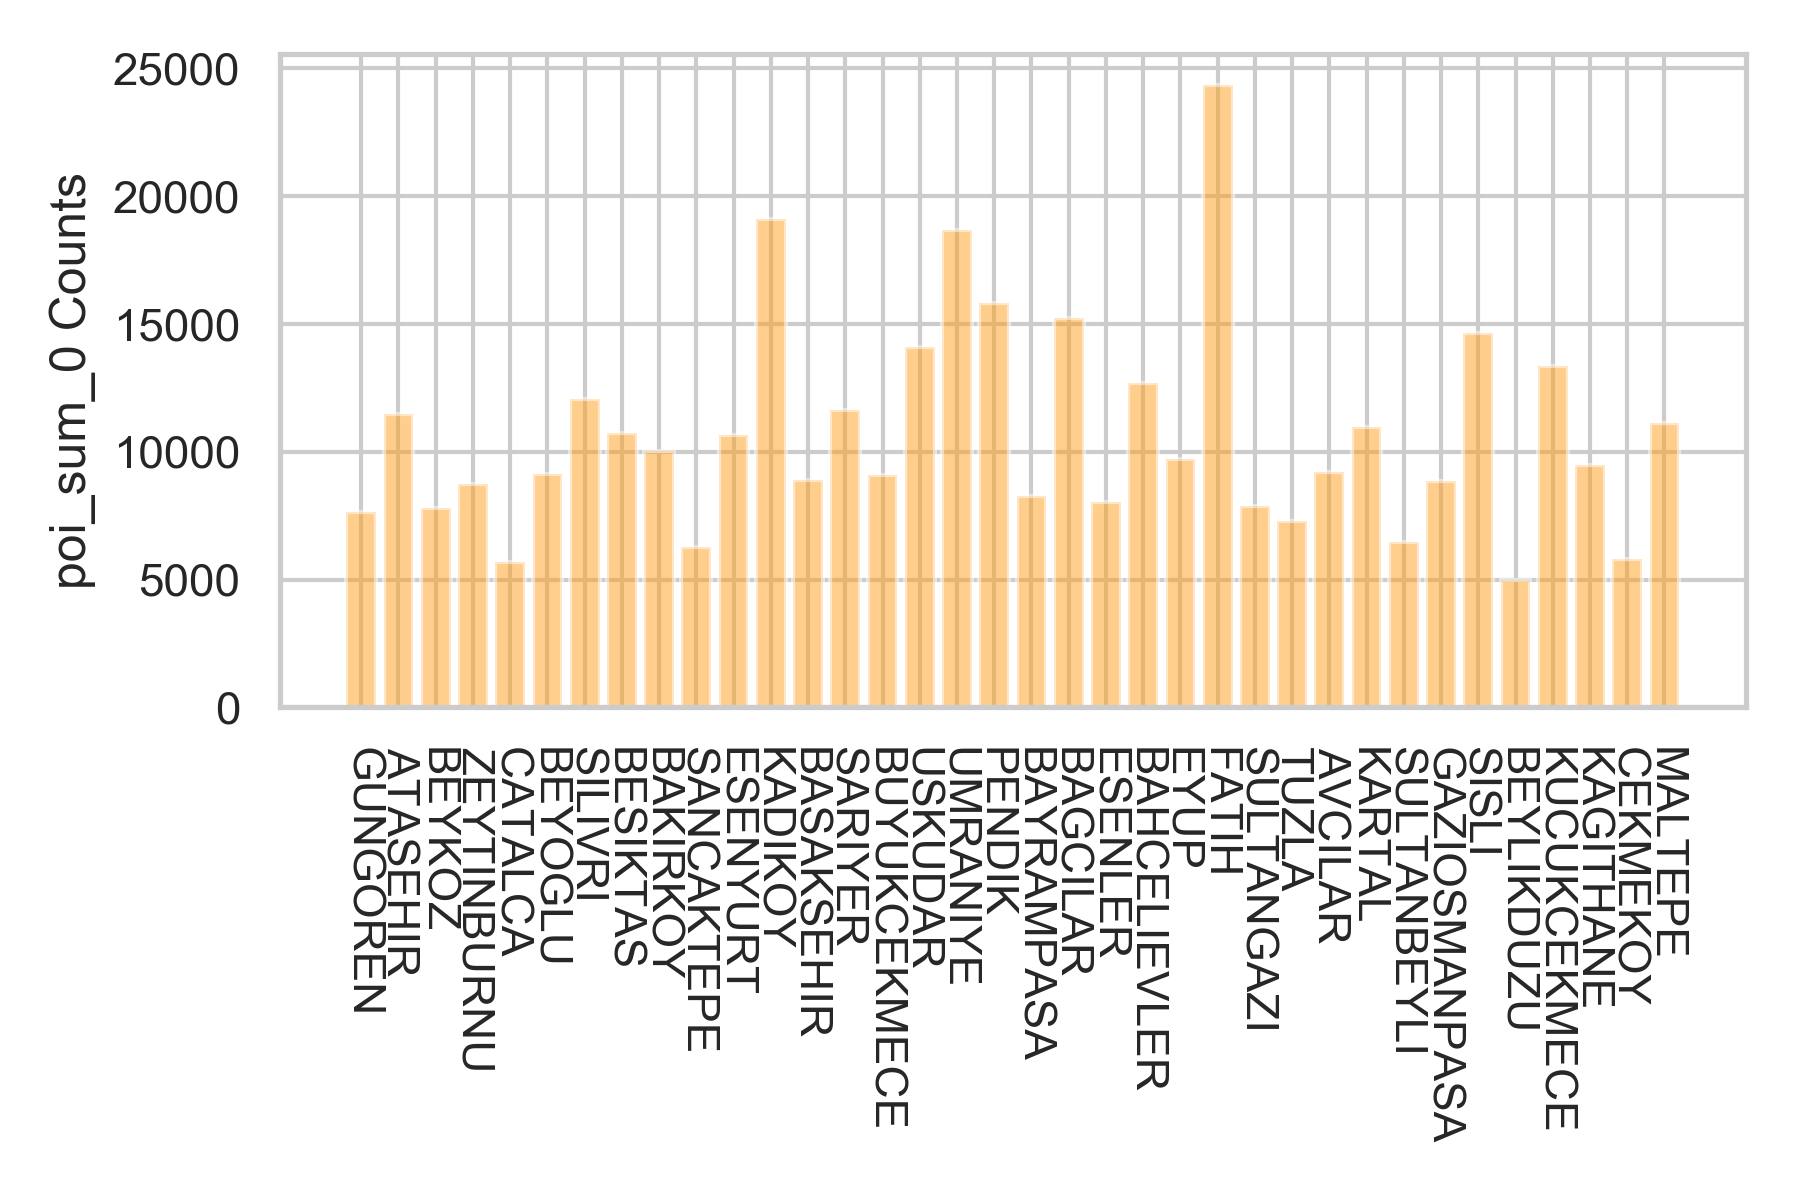 25000
20000
15000
10000
5000
0
poi_sum_0 Counts
GUNGOREN
ATASEHIR
BEYKOZ
ZEYTINBURNU
CATALCA
BEYOGLU
SILIVRI
BESIKTAS
BAKIRKOY
SANCAKTEPE
ESENYURT
KADIKOY
BASAKSEHIR
SARIYER
BUYUKCEKMECE
USKUDAR
UMRANIYE
PENDIK
BAYRAMPASA
BAGCILAR
ESENLER
BAHCELIEVLER
EYUP
FATIH
SULTANGAZI
TUZLA
AVCILAR
KARTAL
SULTANBEYLI
GAZIOSMANPASA
SISLI
BEYLIKDUZU
KUCUKCEKMECE
KAGITHANE
CEKMEKOY
MALTEPE